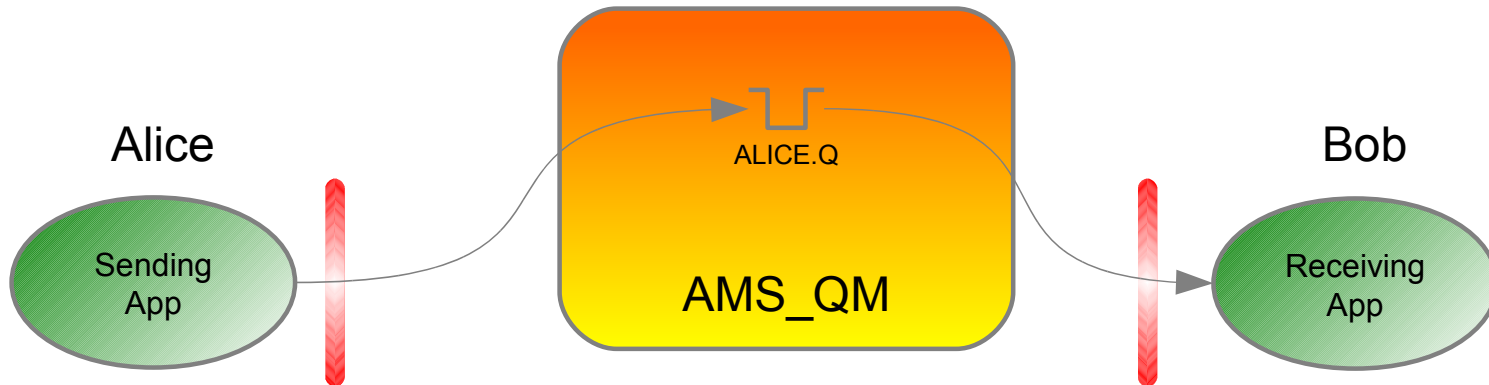 Alice
Sending
App
ALICE.Q
AMS_QM
Bob
Receiving
App